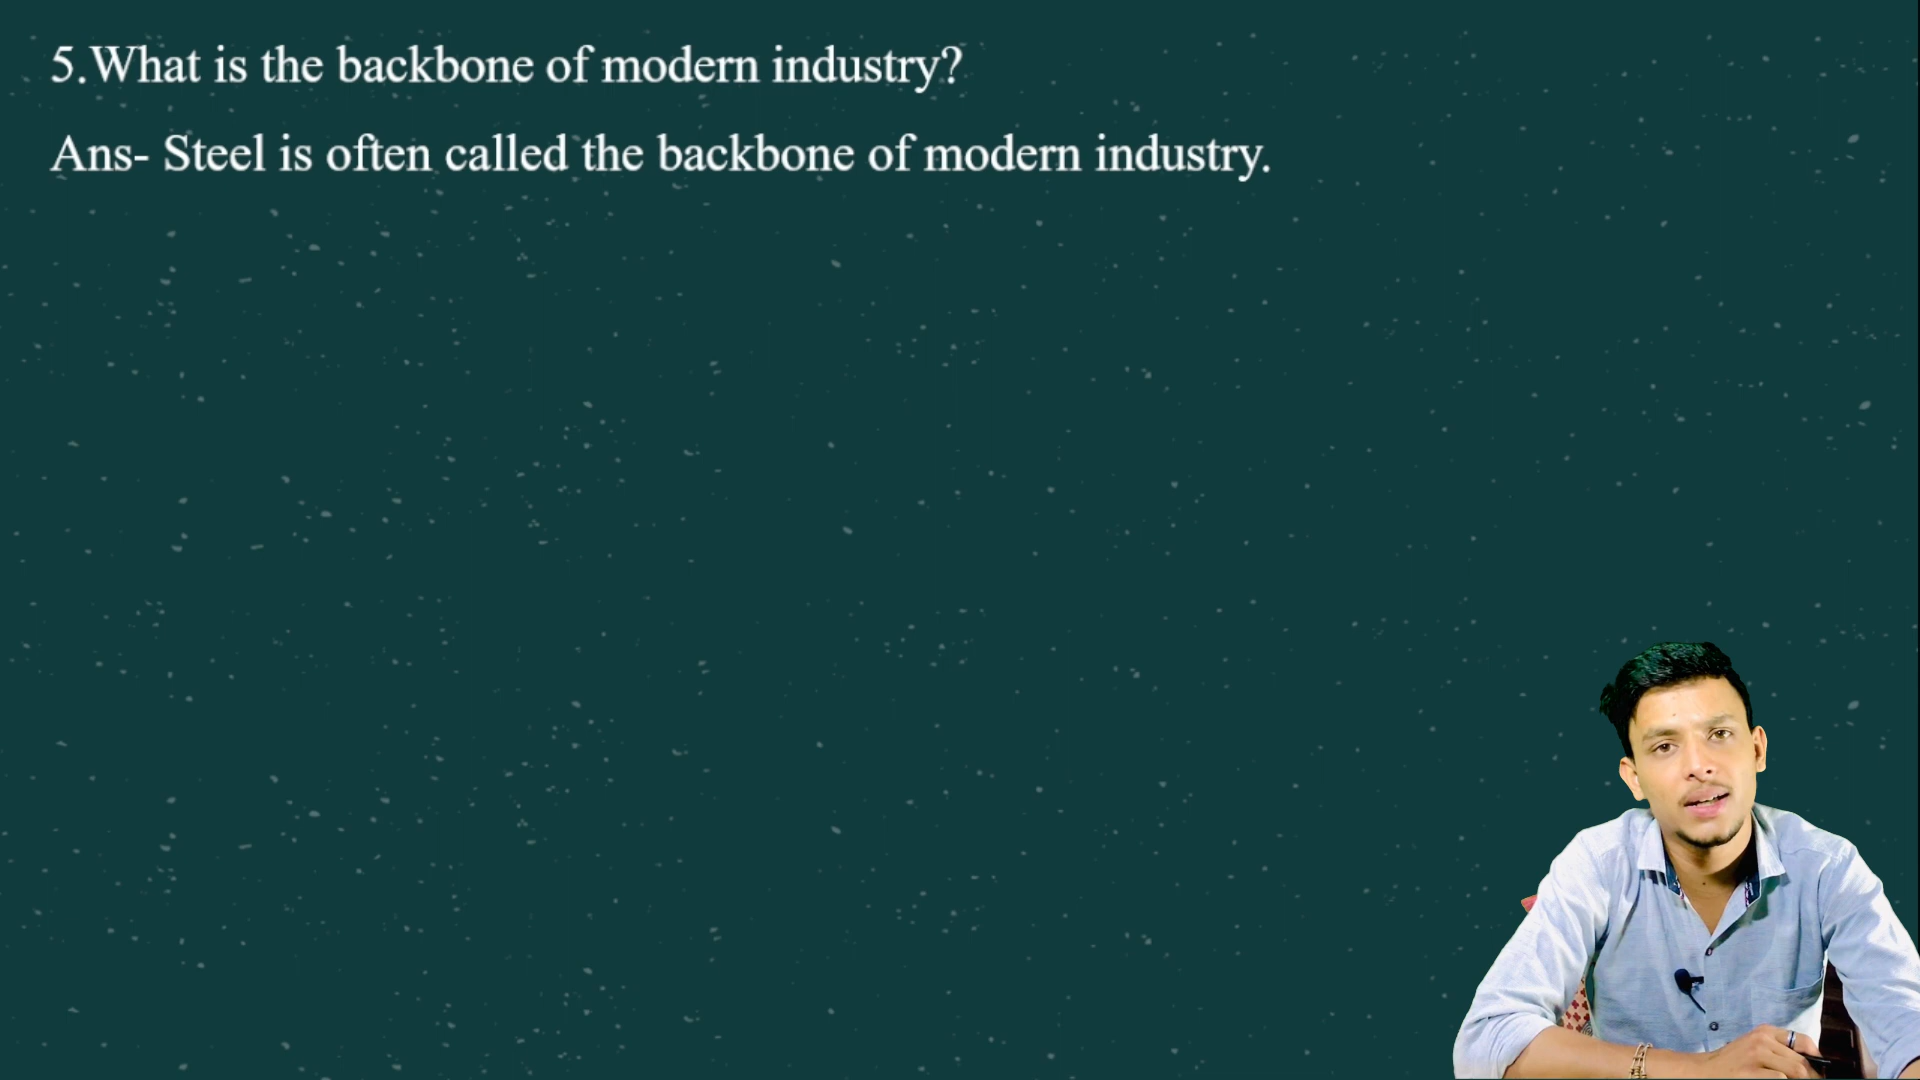 5.What is the backbone of modern industry?
Ans- Steel is often called the backbone of modern industry.